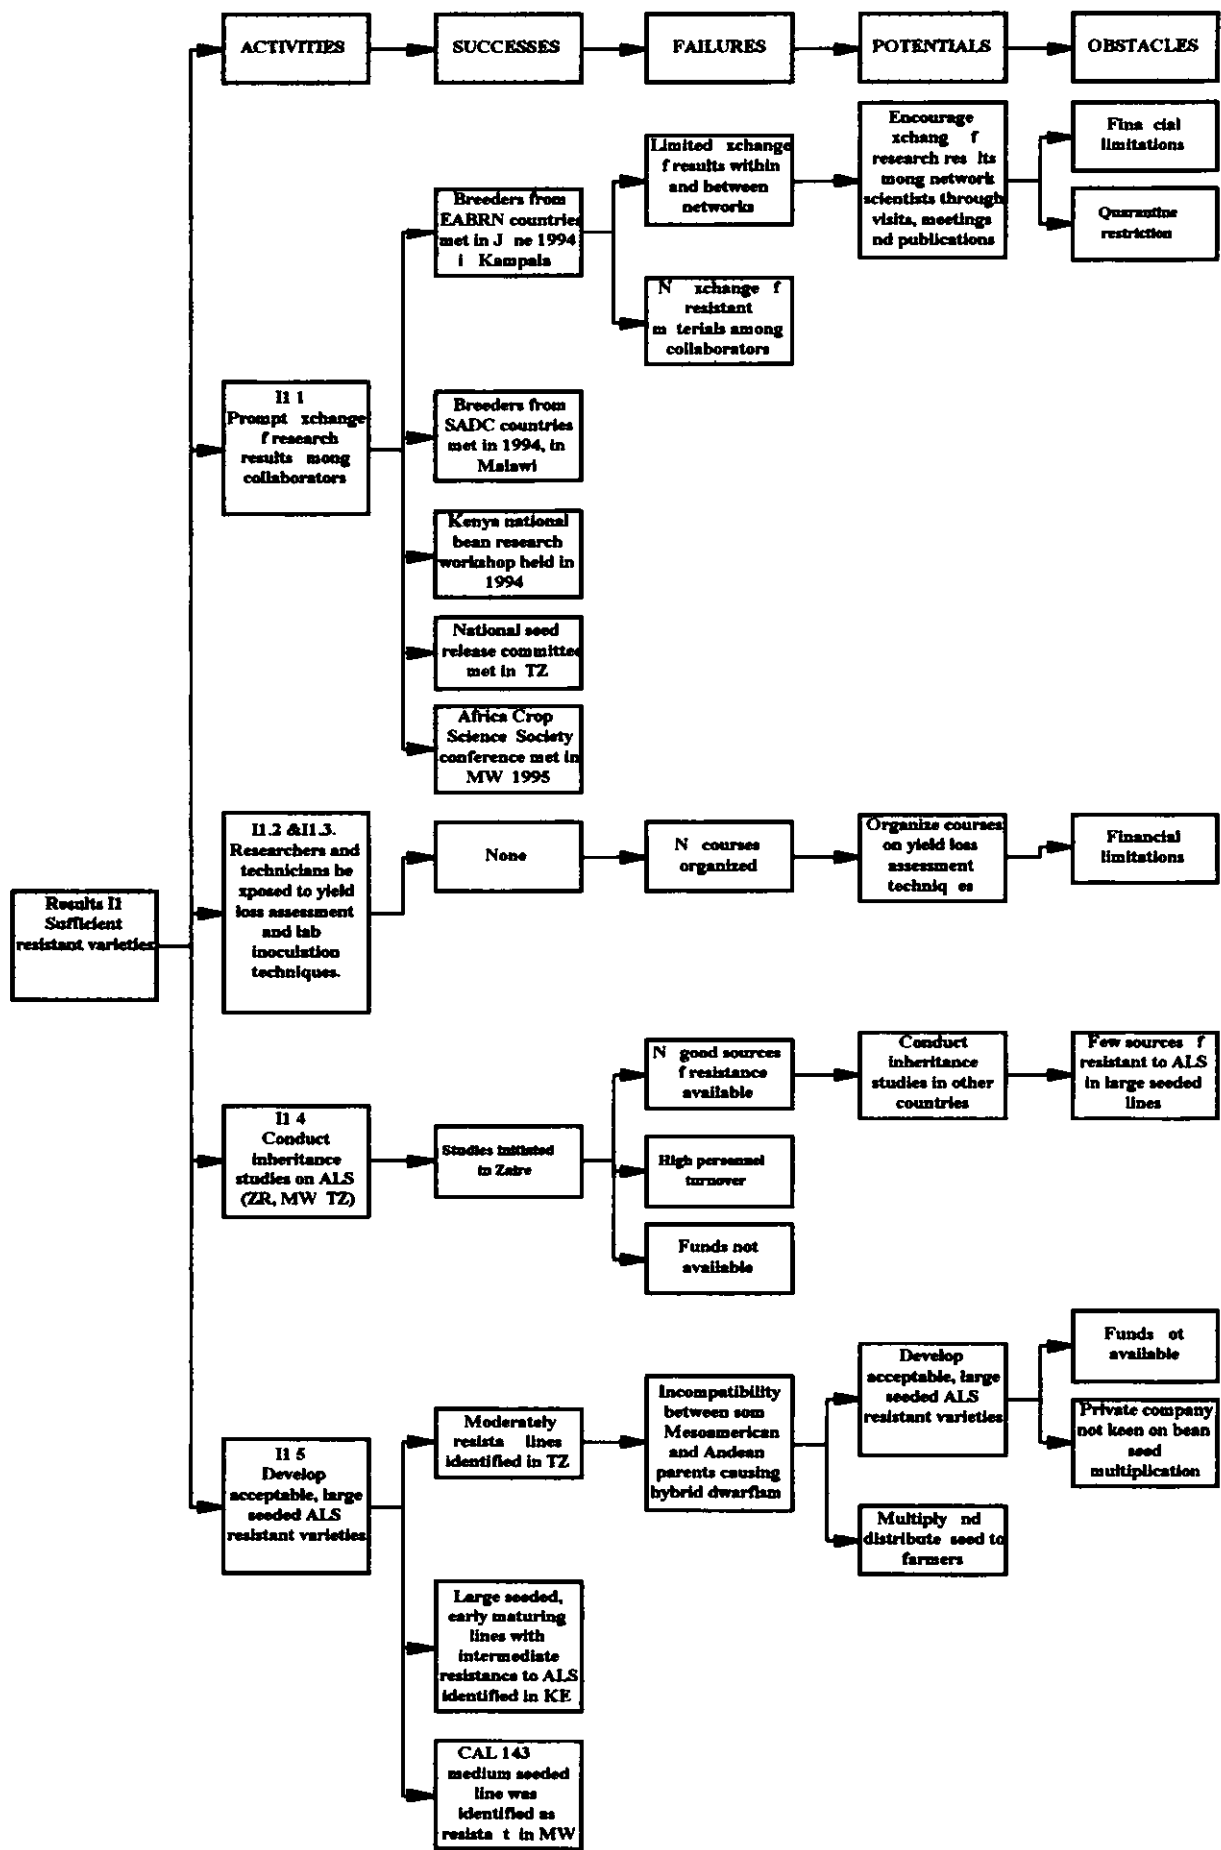 ACTIVITIES
SUCCESSES
FAILURES
POTENTIALS
OBSTACLES
Results I1
Sufficient
resistant varieties
I1 1
Prompt xchange
f research
results mong
collaborators
Breeders from
EABRN countries
met in J ne 1994
i Kampala
Limited xchange
f results within
and between
networks
Encourage
xchang f
research res lts
mong network
scientists through
visits, meetings
nd publications
Fina cial
limitations
Quarantine
restriction
N xchange f
resistant
m terials among
collaborators
Breeders from
SADC countries
met in 1994, in
Malawi
Kenya national
bean research
workshop held in
1994
National seed
release committee
met in TZ
Africa Crop
Science Society
conference met in
MW 1995
I1.2 &I1.3.
Researchers and
technicians be
xposed to yield
loss assessment
and lab
inoculation
techniques.
None
N courses
organized
Organize courses
on yield loss
assessment
techniq es
Financial
limitations
I1 4
Conduct
inheritance
studies on ALS
(ZR, MW TZ)
Studies initiated
in Zaire
N good sources
f resistance
available
Conduct
inheritance
studies in other
countries
Few sources f
resistant to ALS
in large seeded
lines
High personnel
turnover
Funds not
available
I1 5
Develop
acceptable, large
seeded ALS
resistant varieties
Moderately
resista lines
identified in TZ
Incompatibility
between som
Mesoamerican
and Andean
parents causing
hybrid dwarfism
Develop
acceptable, large
seeded ALS
resistant varieties
Funds ot
available
Private company
not keen on bean
seed
multiplication
Multiply nd
distribute seed to
farmers
Large seeded,
early maturing
lines with
intermediate
resistance to ALS
identified in KE
CAL 143
medium seeded
line was
identified as
resista t in MW